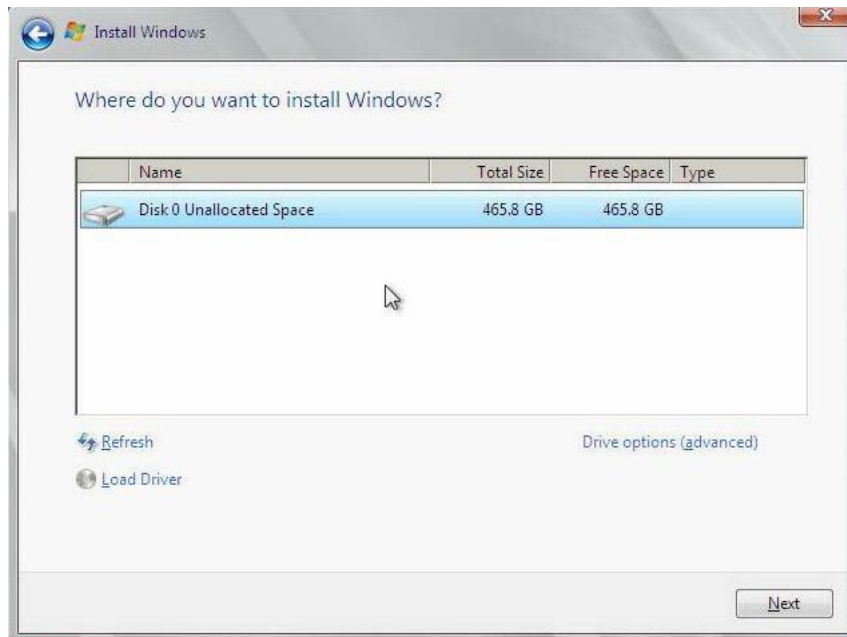 Install Windows
Where do you want to install Windows?
Name Total Size Free Space Type
Disk 0 Unallocated Space 465.8 GB 465.8 GB
Refresh Drive options (advanced)
Load Driver
Next